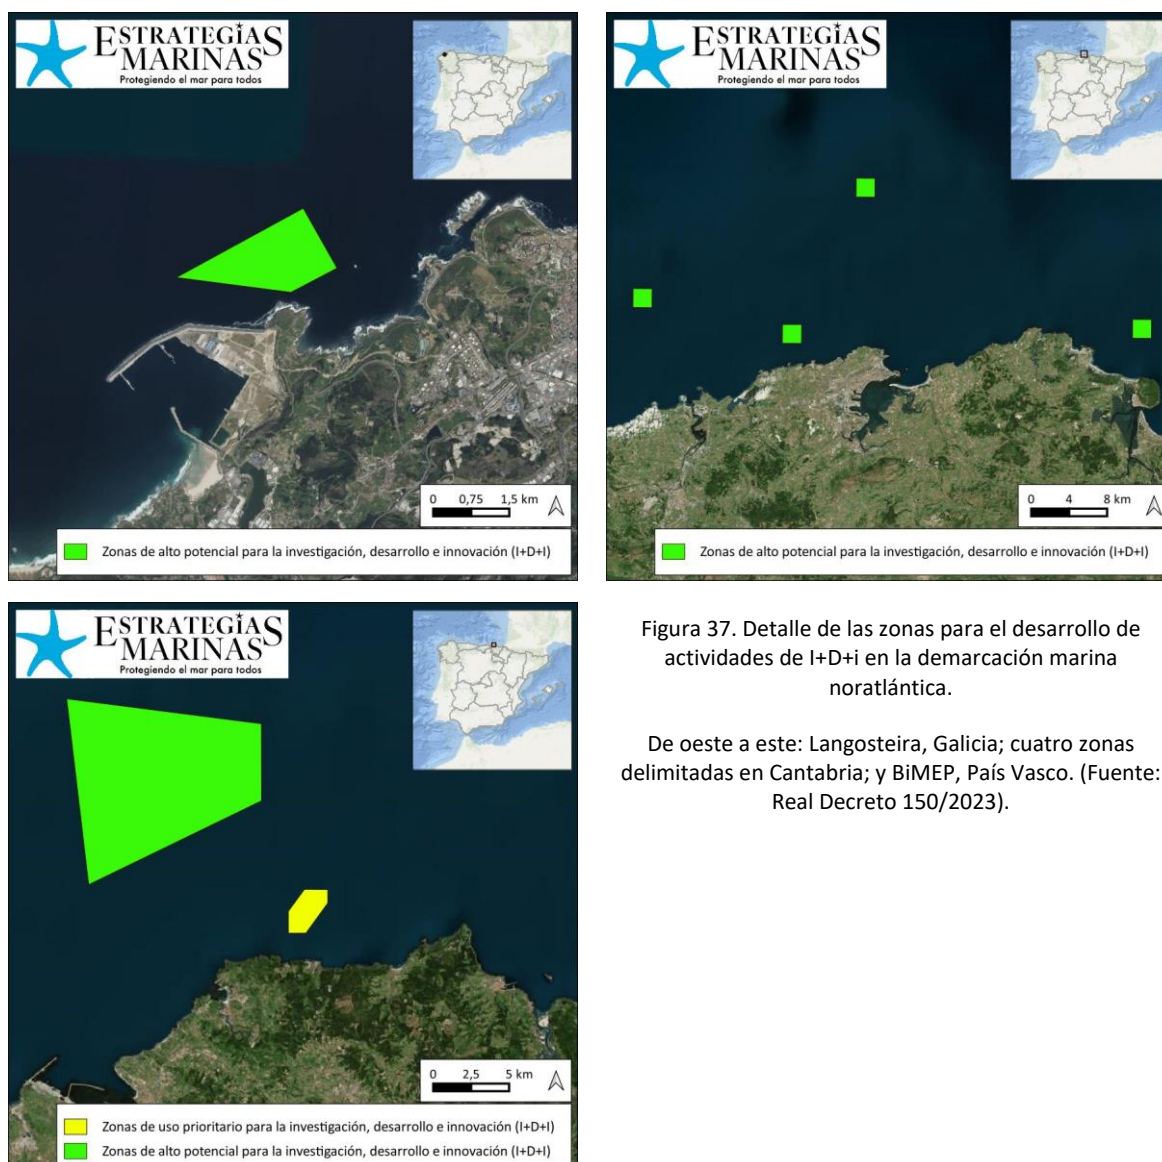 ESTRATEGIAS
MARINAS
Protegiendo el mar para todos
0 0,75 1,5 km
Zonas de alto potencial para la investigación, desarrollo e innovación (I+D+I)
ESTRATEGIAS
MARINAS
Protegiendo el mar para todos
0 4 8 km
Zonas de alto potencial para la investigación, desarrollo e innovación (I+D+I)
ESTRATEGIAS
MARINAS
Protegiendo el mar para todos
0 2,5 5 km
Zonas de uso prioritario para la investigación, desarrollo e innovación (I+D+I)
Zonas de alto potencial para la investigación, desarrollo e innovación (I+D+I)
Figura 37. Detalle de las zonas para el desarrollo de
actividades de I+D+i en la demarcación marina
noratlántica.
De oeste a este: Langosteira, Galicia; cuatro zonas
delimitadas en Cantabria; y BiMEP, País Vasco. (Fuente:
Real Decreto 150/2023).